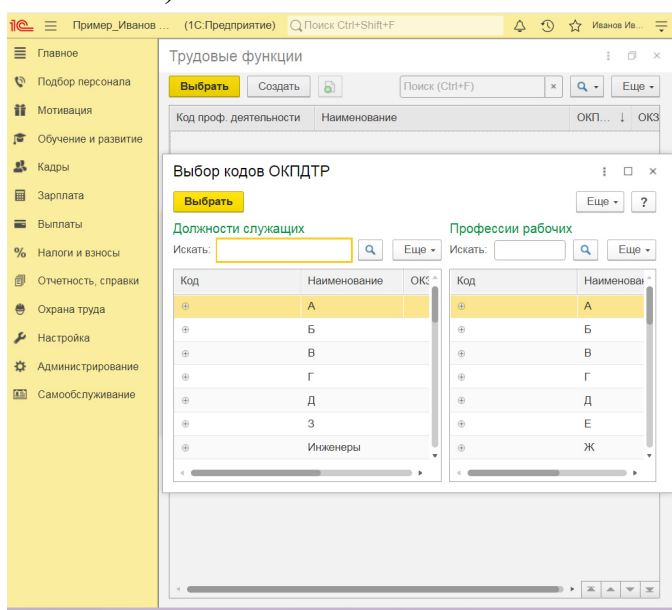 1С Пример_Иванов ... (1С:Предприятие) Поиск Ctrl+Shift+F Иванов Ив...
Главное
Подбор персонала
Мотивация
Обучение и развитие
Кадры
Зарплата
Выплаты
Налоги и взносы
Отчетность, справки
Охрана труда
Настройка
Администрирование
Самообслуживание
Трудовые функции
Выбрать Создать Поиск (Ctrl+F) × Еще
Код проф. деятельности Наименование ОКП... ↓ ОКЗ
Выбор кодов ОКПДТР
Выбрать Еще ?
Должности служащих Профессии рабочих
Искать: Еще Искать: Еще
Код Наименование ОКЗ Код Наименован
А А
Б Б
В В
Г Г
Д Д
З Е
Инженеры Ж